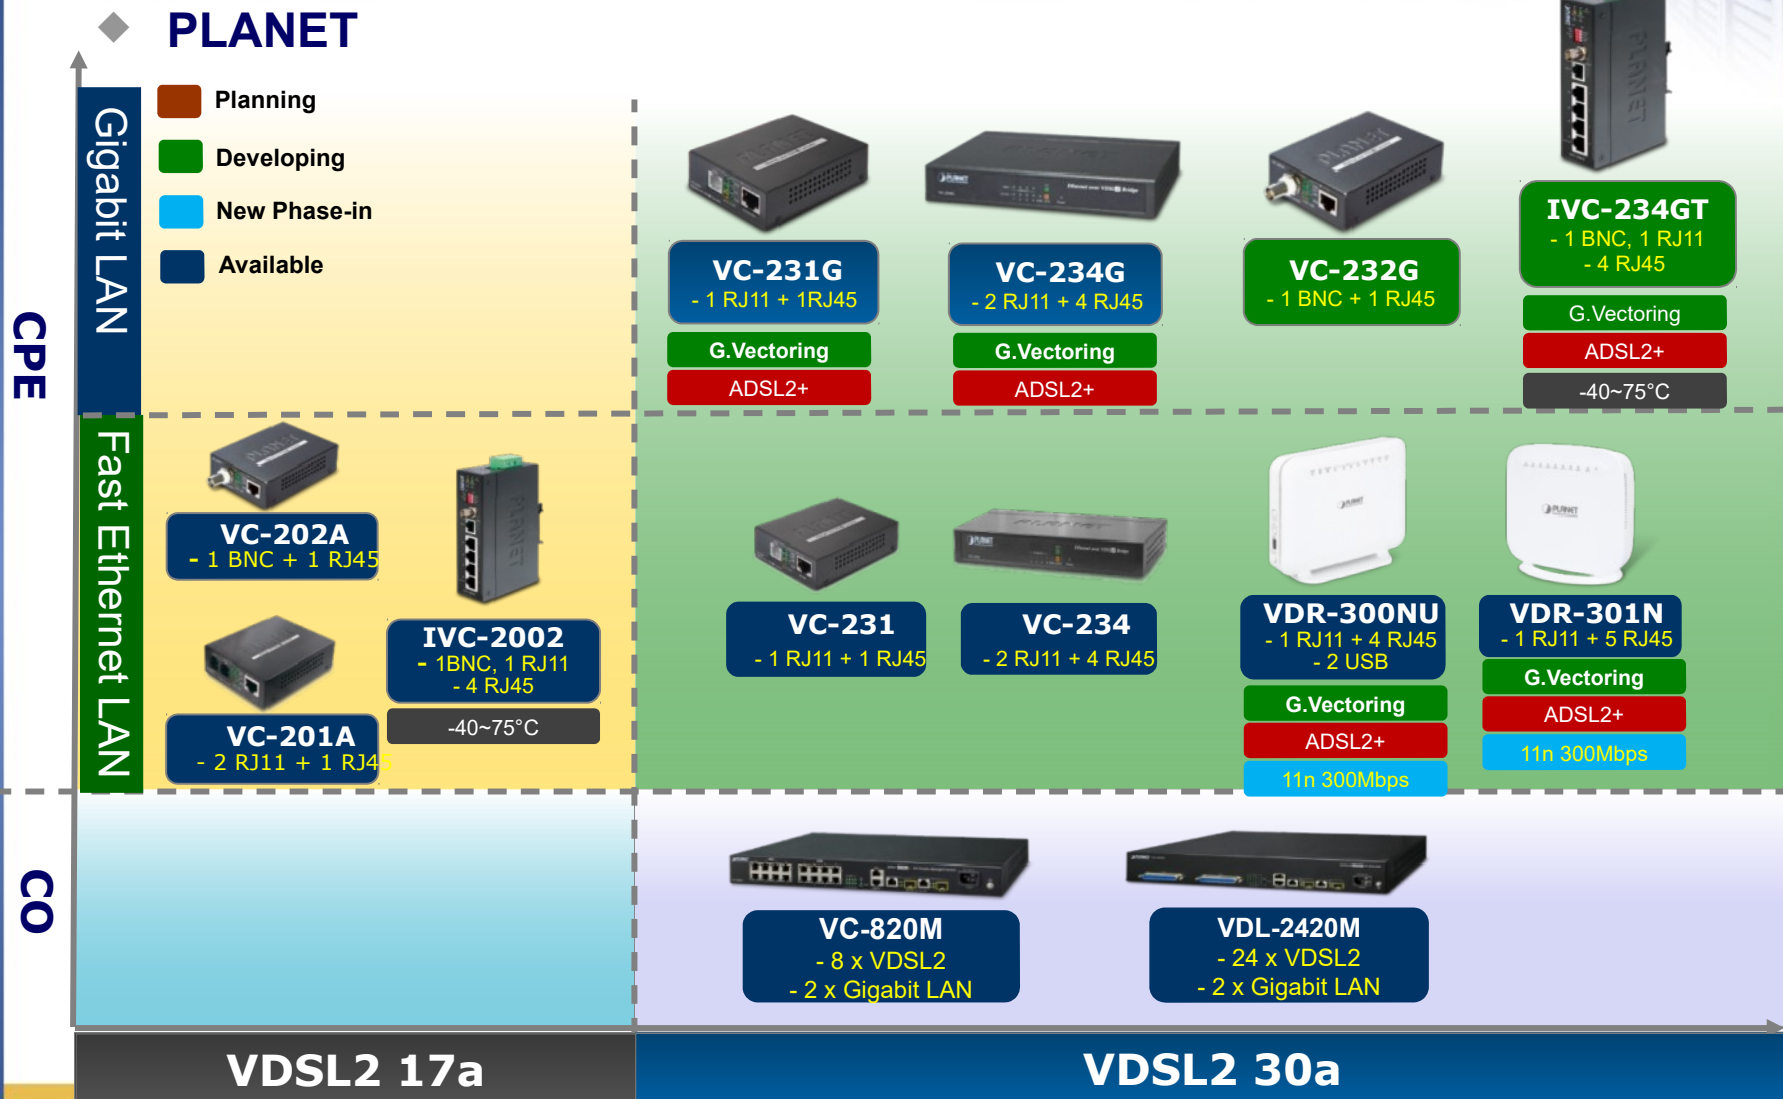 PLANET
Planning
Developing
New Phase-in
Available
CPE
Gigabit LAN
VC-231G
- 1 RJ11 + 1RJ45
G.Vectoring
ADSL2+
VC-234G
- 2 RJ11 + 4 RJ45
G.Vectoring
ADSL2+
VC-232G
- 1 BNC + 1 RJ45
PLANET
IVC-234GT
- 1 BNC, 1 RJ11
- 4 RJ45
G.Vectoring
ADSL2+
-40~75°C
Fast Ethernet LAN
VC-202A
- 1 BNC + 1 RJ45
VC-201A
- 2 RJ11 + 1 RJ45
PLANET
IVC-2002
- 1BNC, 1 RJ11
- 4 RJ45
-40~75°C
VC-231
- 1 RJ11 + 1 RJ45
VC-234
- 2 RJ11 + 4 RJ45
PLANET
VDR-300NU
- 1 RJ11 + 4 RJ45
- 2 USB
G.Vectoring
ADSL2+
11n 300Mbps
PLANET
VDR-301N
- 1 RJ11 + 5 RJ45
G.Vectoring
ADSL2+
11n 300Mbps
CO
VC-820M
- 8 x VDSL2
- 2 x Gigabit LAN
VDL-2420M
- 24 x VDSL2
- 2 x Gigabit LAN
VDSL2 17a
VDSL2 30a